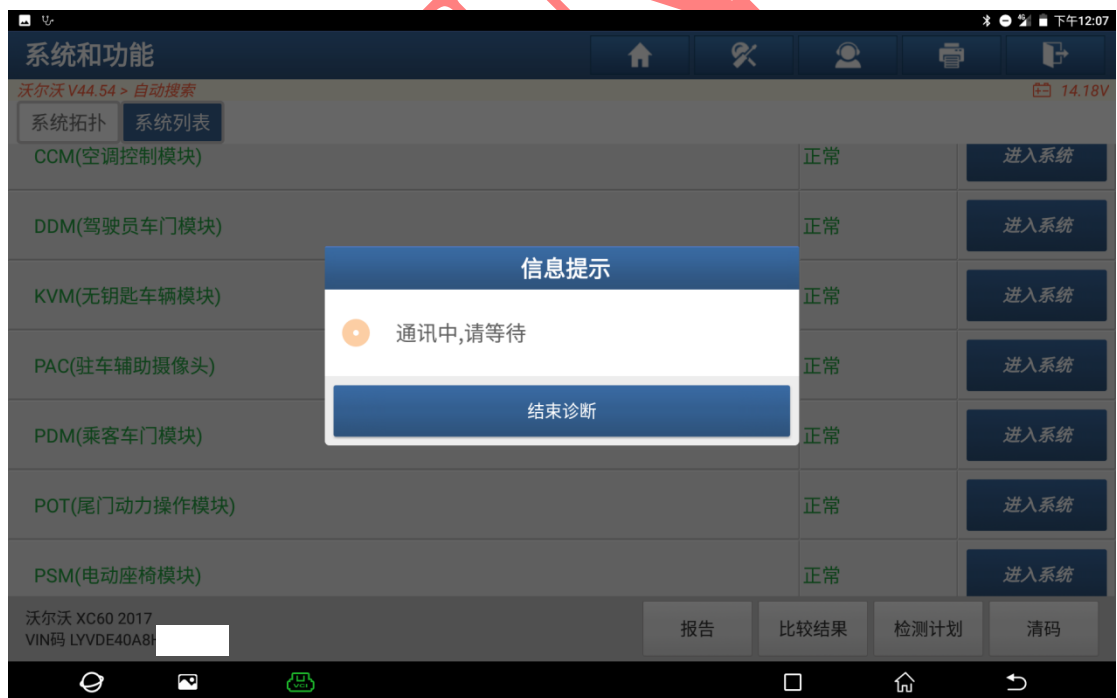 下午12:07
系统和功能
沃尔沃 V44.54 > 自动搜索
14.18V
系统拓扑 系统列表
CCM(空调控制模块) 正常 进入系统
DDM(驾驶员车门模块) 正常 进入系统
信息提示
KVM(无钥匙车辆模块) 正常 进入系统
通讯中,请等待
PAC(驻车辅助摄像头) 正常 进入系统
结束诊断
PDM(乘客车门模块) 正常 进入系统
POT(尾门动力操作模块) 正常 进入系统
PSM(电动座椅模块) 正常 进入系统
沃尔沃 XC60 2017
VIN码 LYVDE40A8H
报告 比较结果 检测计划 清码
VCI